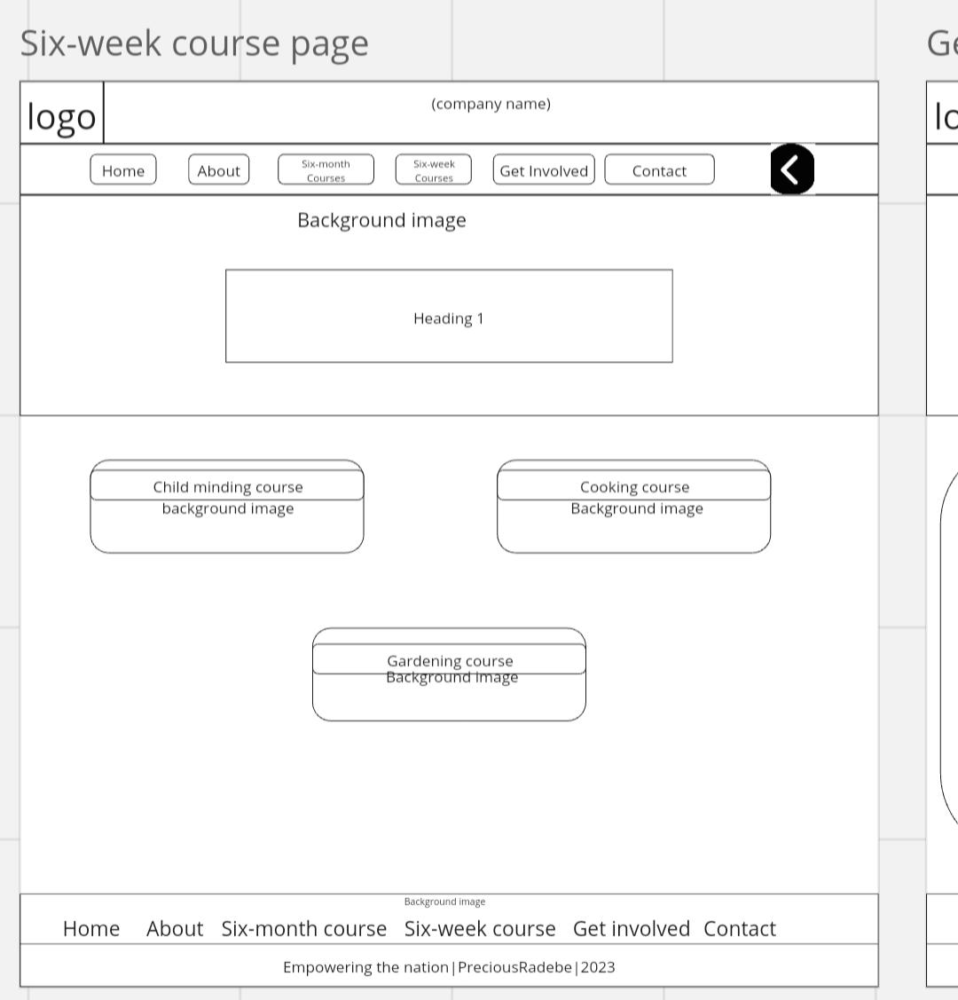 Six-week course page
Ge
logo
(company name)
lo
Home
About
Six-month
Courses
Six-week
Courses
Get Involved
Contact
Background image
Heading 1
Child minding course
background image
Cooking course
Background image
Gardening course
Background image
Background image
Home About Six-month course Six-week course Get involved Contact
Empowering the nation|PreciousRadebe|2023